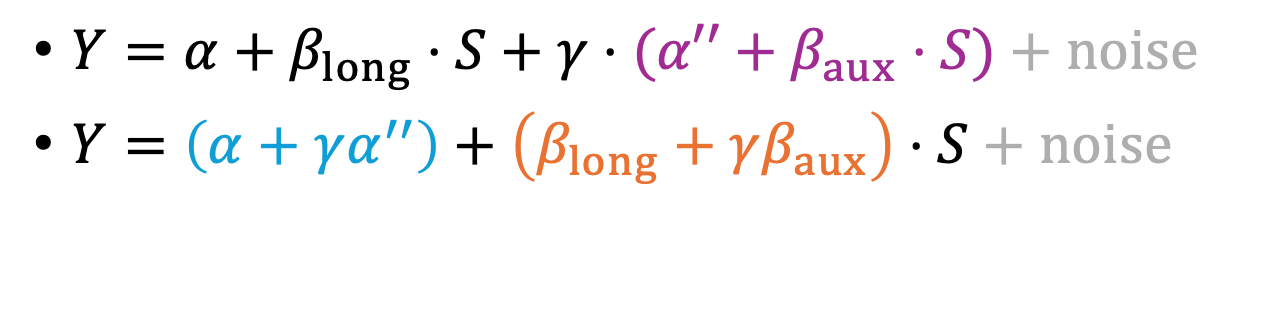 • Y = α + β_long · S + γ · (α′′ + β_aux · S) + noise
• Y = (α + γα′′) + (β_long + γβ_aux) · S + noise